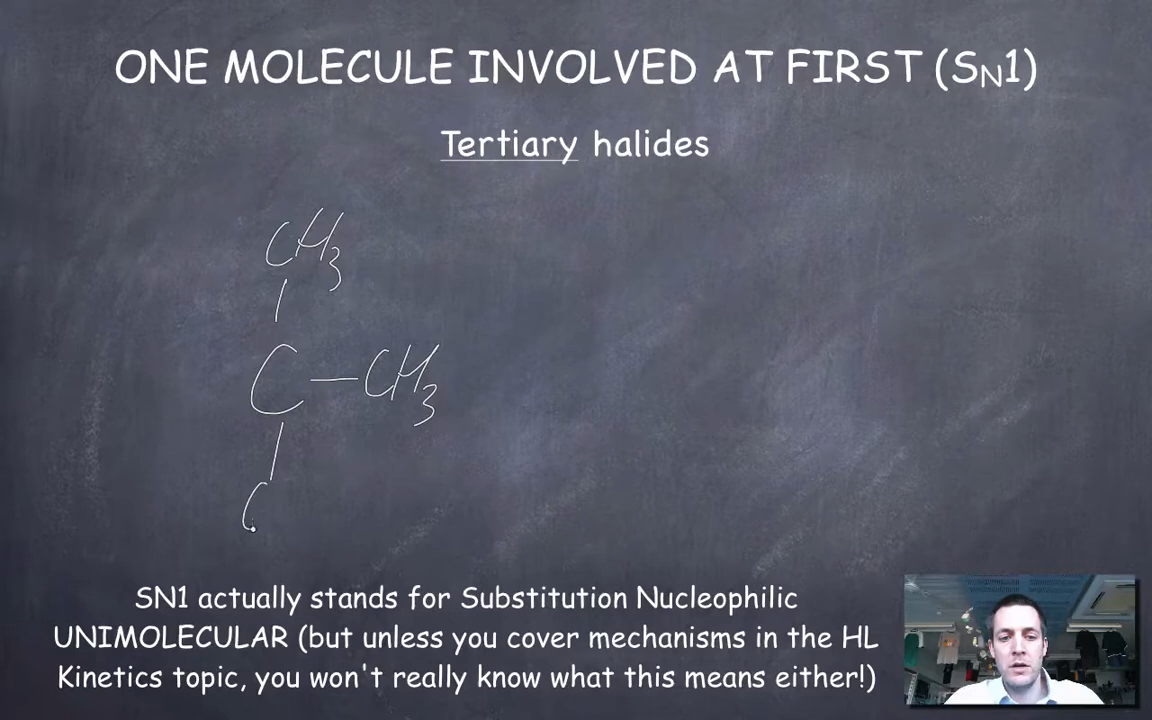 ONE MOLECULE INVOLVED AT FIRST (SN1)
Tertiary halides
CH3
C—CH3
C
SN1 actually stands for Substitution Nucleophilic
UNIMOLECULAR (but unless you cover mechanisms in the HL
Kinetics topic, you won't really know what this means either!)